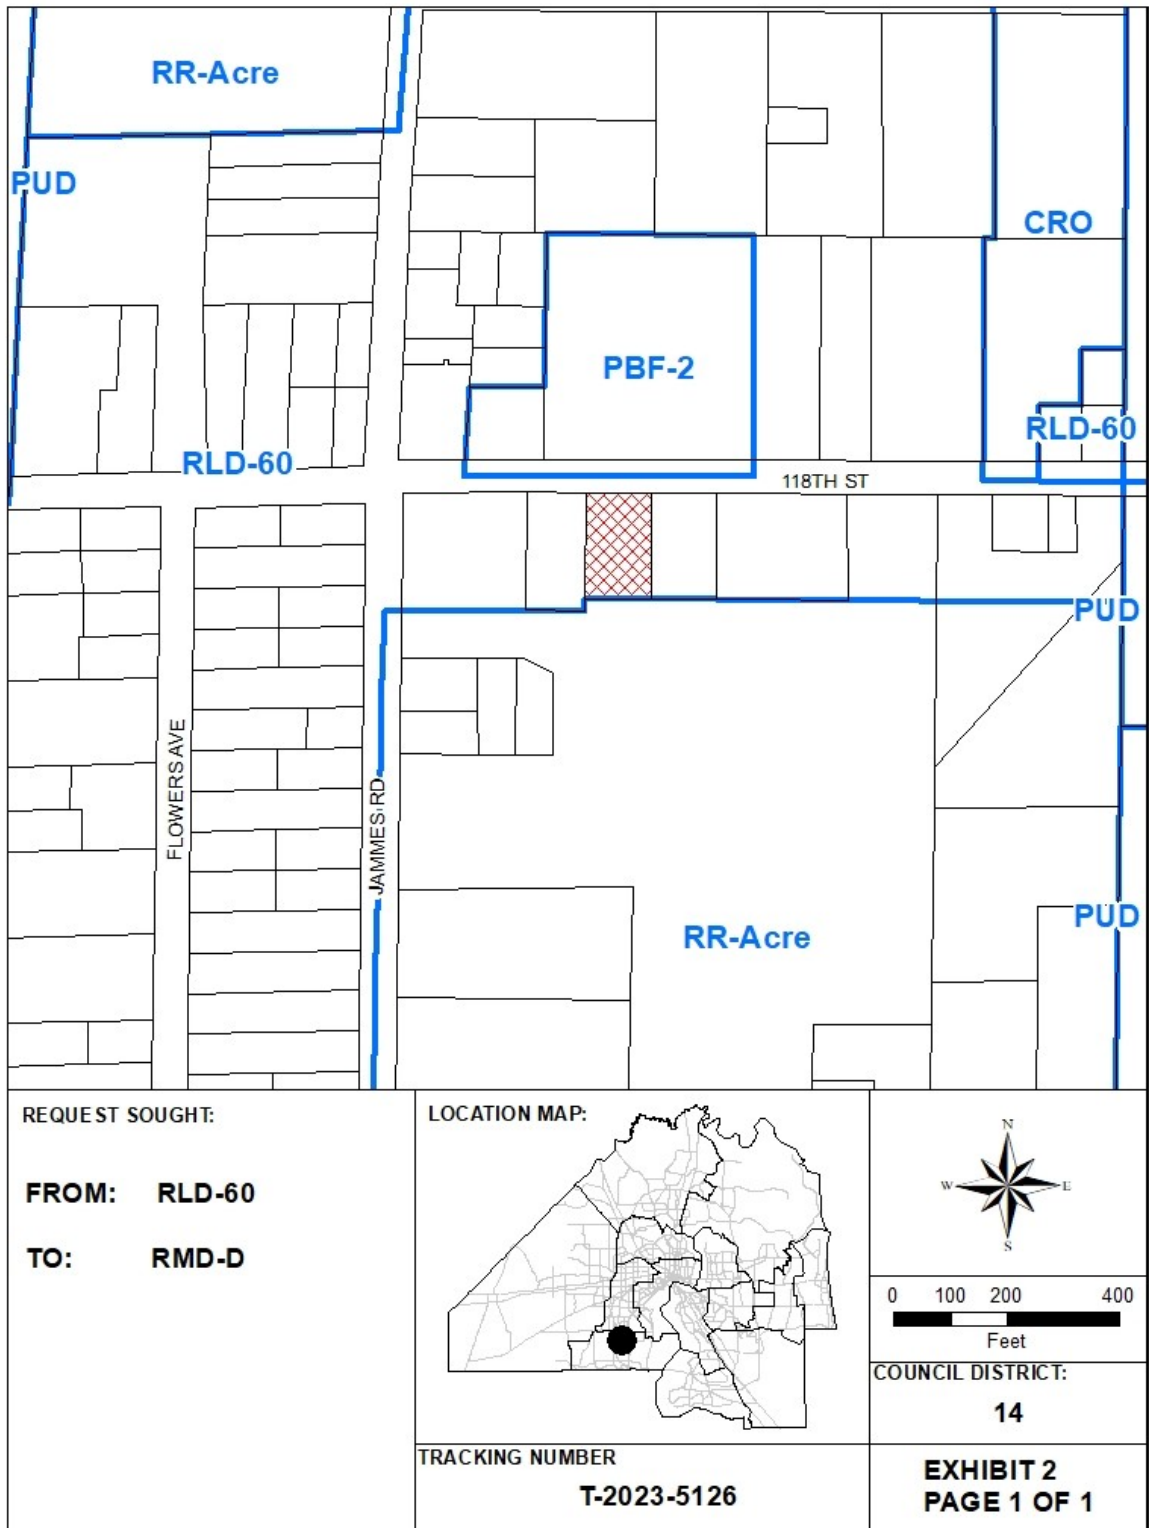 RR-Acre
PUD
CRO
PBF-2
RLD-60
RLD-60
118TH ST
PUD
FLOWERS AVE
JAMMES RD
PUD
RR-Acre
REQUEST SOUGHT:
FROM: RLD-60
TO: RMD-D
LOCATION MAP:
N
W E
S
0 100 200 400
Feet
COUNCIL DISTRICT:
14
TRACKING NUMBER
T-2023-5126
EXHIBIT 2
PAGE 1 OF 1